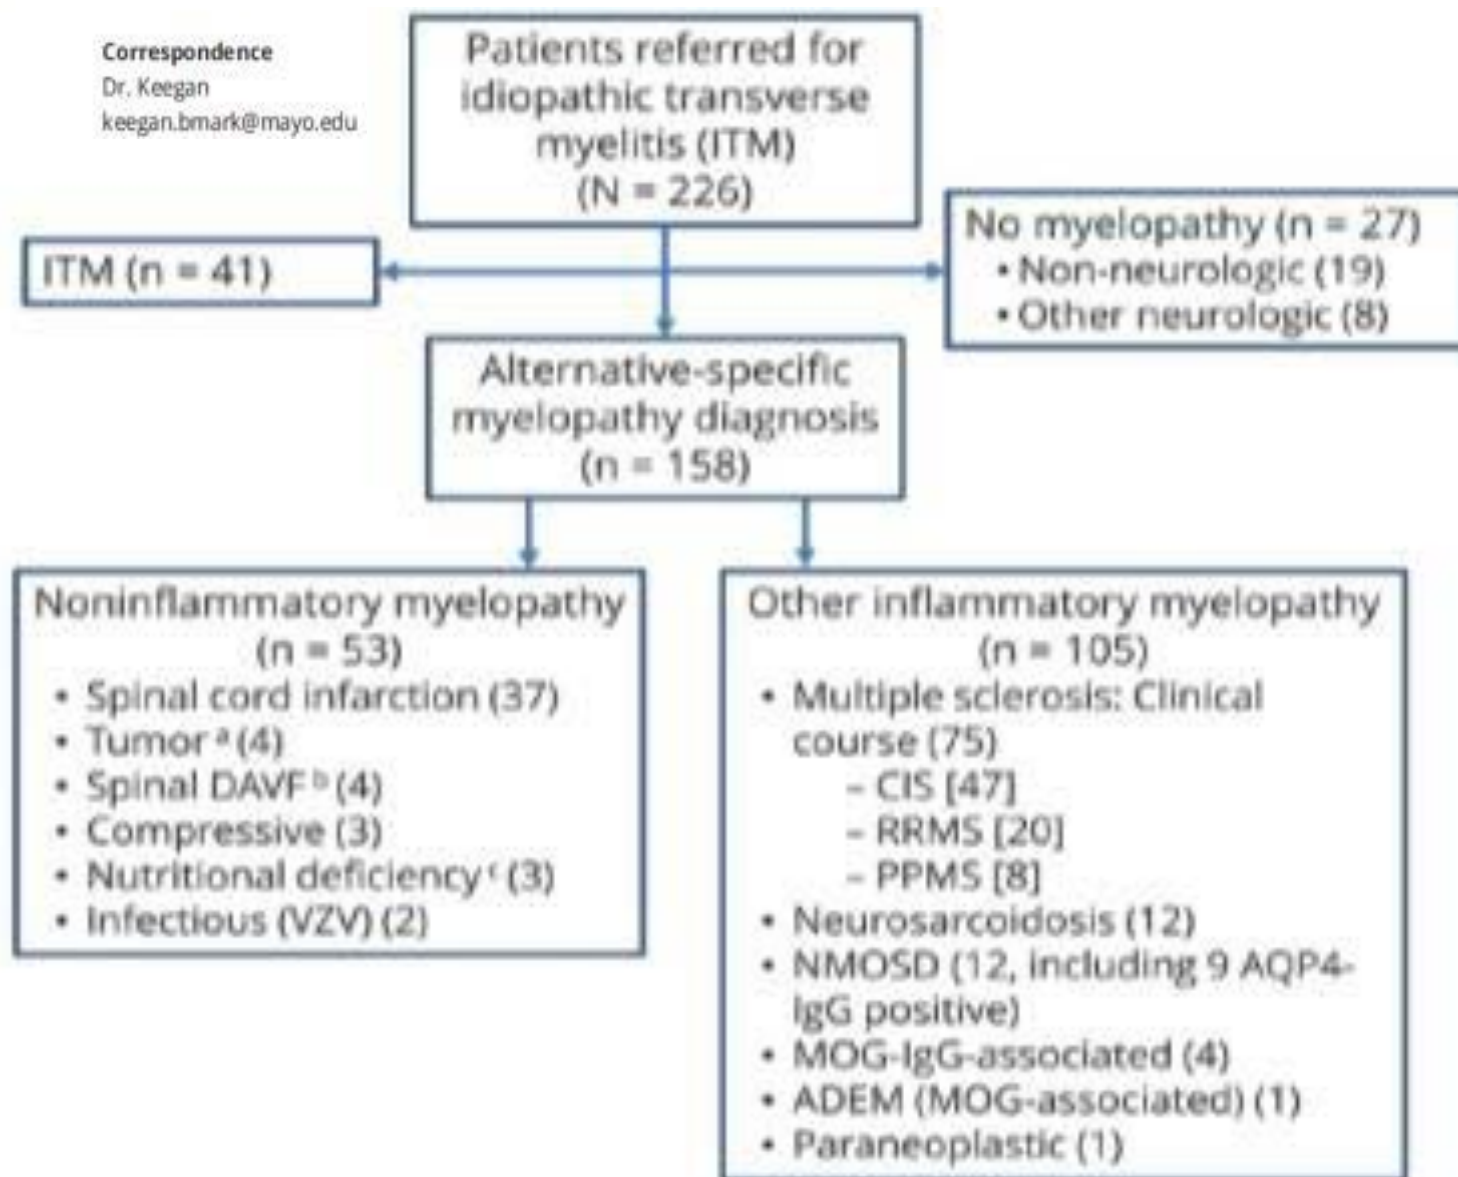 Correspondence
Dr. Keegan
keegan.bmark@mayo.edu
Patients referred for
idiopathic transverse
myelitis (ITM)
(N = 226)
ITM (n = 41)
No myelopathy (n = 27)
• Non-neurologic (19)
• Other neurologic (8)
Alternative-specific
myelopathy diagnosis
(n = 158)
Noninflammatory myelopathy
(n = 53)
• Spinal cord infarction (37)
• Tumor ᵃ (4)
• Spinal DAVF ᵇ (4)
• Compressive (3)
• Nutritional deficiency ᶜ (3)
• Infectious (VZV) (2)
Other inflammatory myelopathy
(n = 105)
• Multiple sclerosis: Clinical
course (75)
– CIS [47]
– RRMS [20]
– PPMS [8]
• Neurosarcoidosis (12)
• NMOSD (12, including 9 AQP4-
IgG positive)
• MOG-IgG-associated (4)
• ADEM (MOG-associated) (1)
• Paraneoplastic (1)